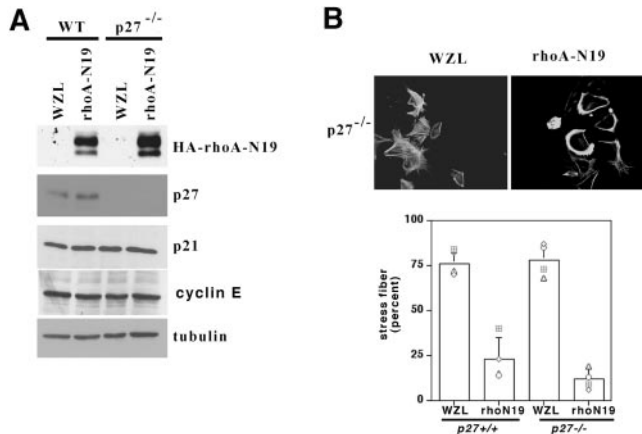 A
WT p27 -/-
WZL rhoA-N19 WZL rhoA-N19
HA-rhoA-N19
p27
p21
cyclin E
tubulin
B
WZL rhoA-N19
p27 -/-
stress fiber
(percent)
100
75
50
25
0
WZL rhoN19 WZL rhoN19
p27+/+ p27-/-